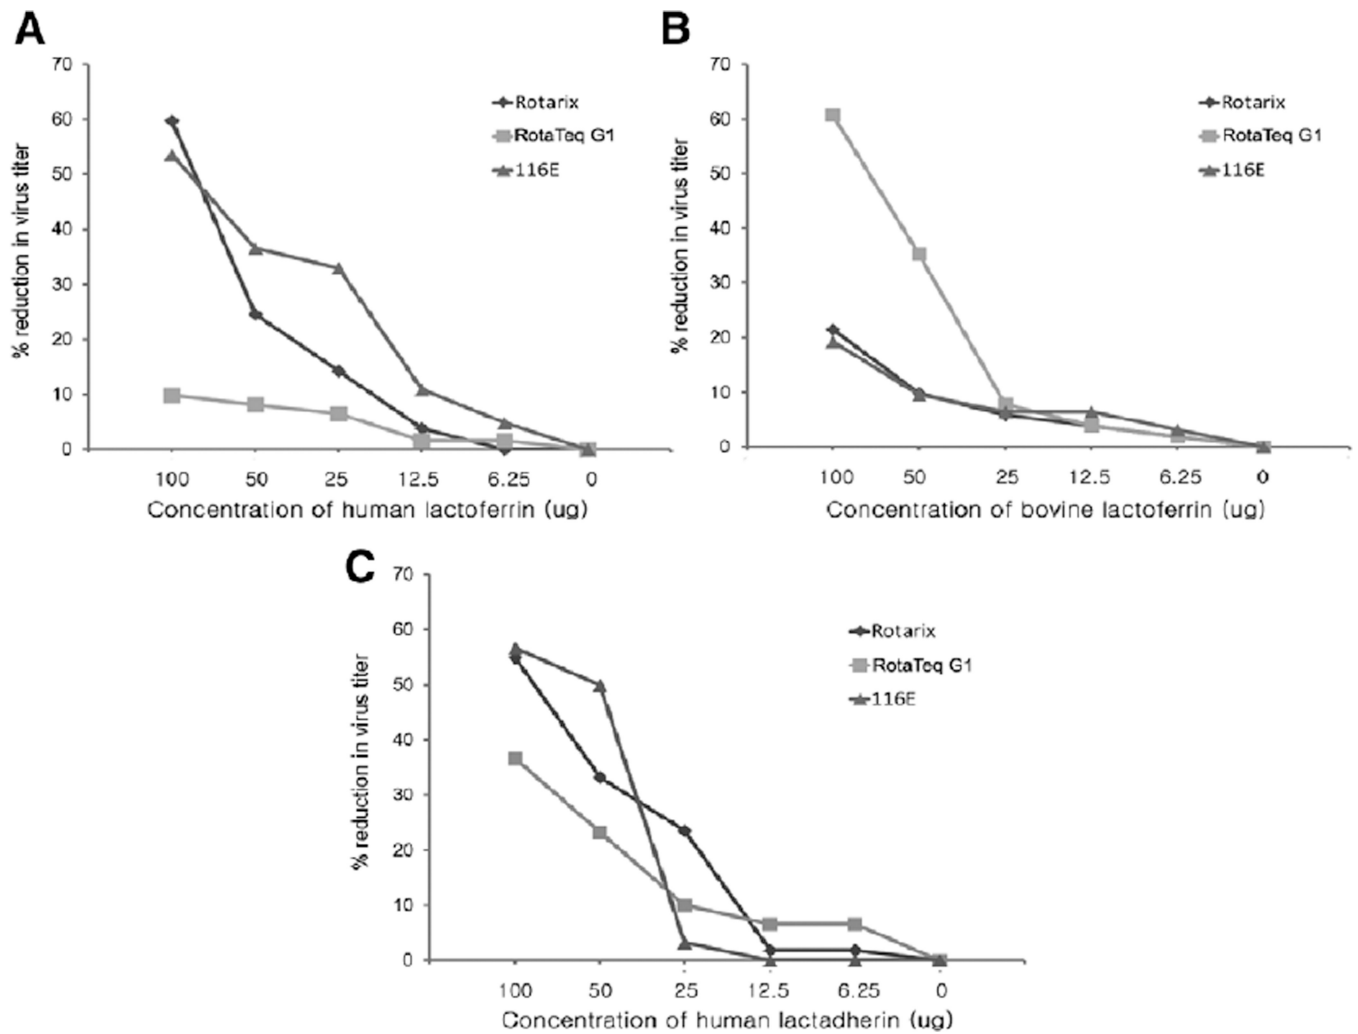 A
% reduction in virus titer
70
60
50
40
30
20
10
0
Rotarix
RotaTeq G1
116E
100 50 25 12.5 6.25 0
Concentration of human lactoferrin (ug)
B
% reduction in virus titer
70
60
50
40
30
20
10
0
Rotarix
RotaTeq G1
116E
100 50 25 12.5 6.25 0
Concentration of bovine lactoferrin (ug)
C
% reduction in virus titer
70
60
50
40
30
20
10
0
Rotarix
RotaTeq G1
116E
100 50 25 12.5 6.25 0
Concentration of human lactadherin (ug)